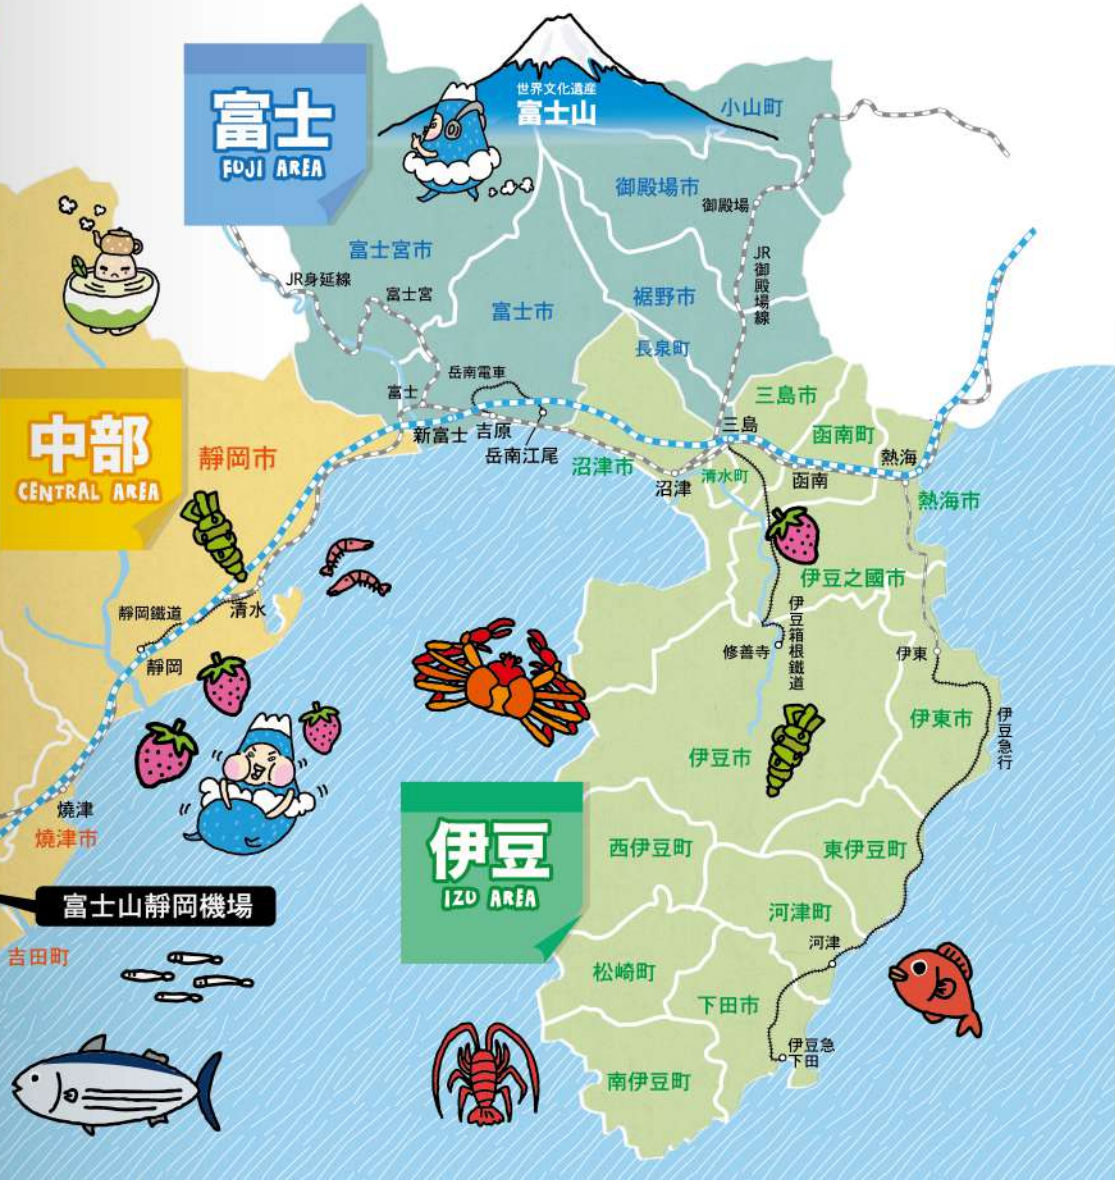 世界文化遺産
富士山
富士
FUJI AREA
小山町
御殿場市
御殿場
富士宮市
JR身延線
富士宮
富士市
裾野市
JR御殿場線
長泉町
岳南電車
富士
新富士
吉原
岳南江尾
沼津市
沼津
三島
三島市
清水町
函南町
函南
熱海
熱海市
中部
CENTRAL AREA
靜岡市
靜岡鐵道
清水
靜岡
燒津
燒津市
富士山靜岡機場
吉田町
伊豆之國市
伊豆箱根鐵道
修善寺
伊東
伊東市
伊豆急行
伊豆市
伊豆
IZU AREA
西伊豆町
東伊豆町
河津町
河津
松崎町
下田市
伊豆急
下田
南伊豆町